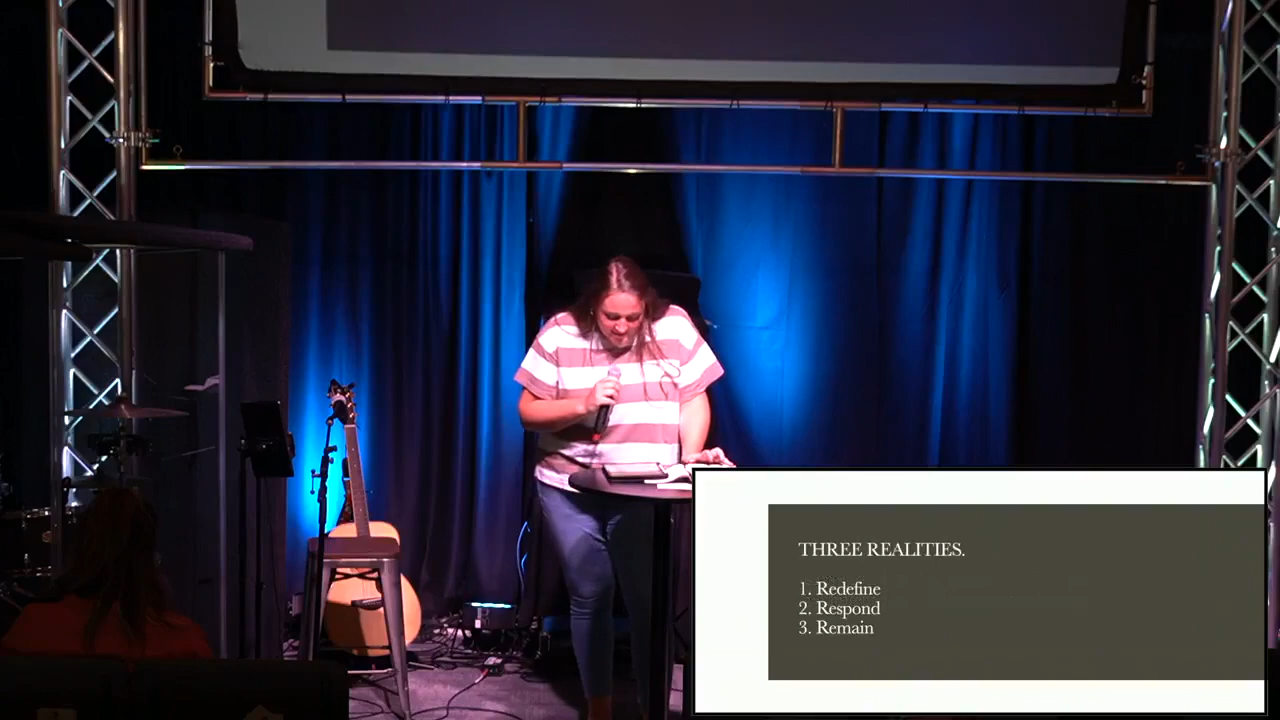 THREE REALITIES.
1. Redefine
2. Respond
3. Remain